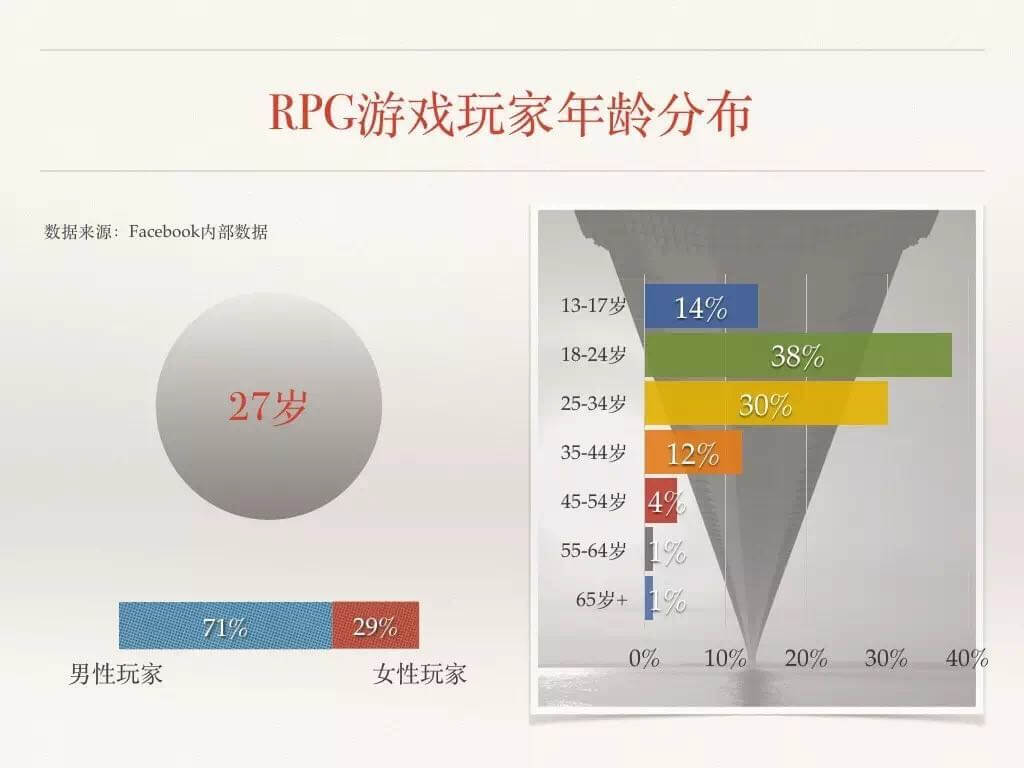 RPG游戏玩家年龄分布
数据来源：Facebook内部数据
27岁
71%
29%
男性玩家
女性玩家
13-17岁
14%
18-24岁
38%
25-34岁
30%
35-44岁
12%
45-54岁
4%
55-64岁
1%
65岁+
1%
0%
10%
20%
30%
40%